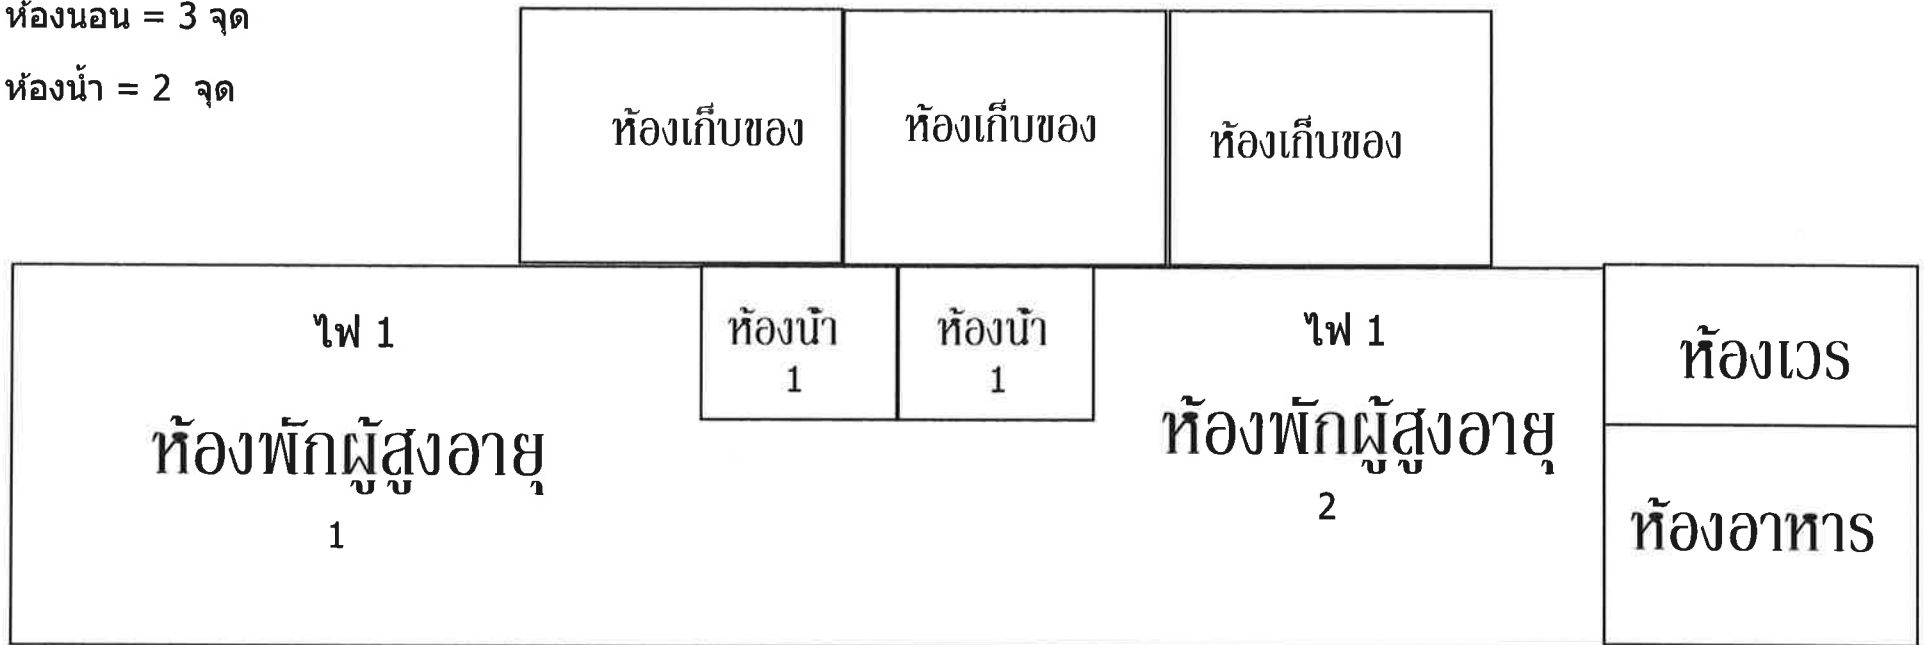 ห้องนอน = 3 จุด
ห้องน้ำ = 2 จุด
ห้องเก็บของ
ห้องเก็บของ
ห้องเก็บของ
ไฟ 1
ห้องน้ำ
1
ห้องน้ำ
1
ไฟ 1
ห้องเวร
ห้องพักผู้สูงอายุ
1
ห้องพักผู้สูงอายุ
2
ห้องอาหาร